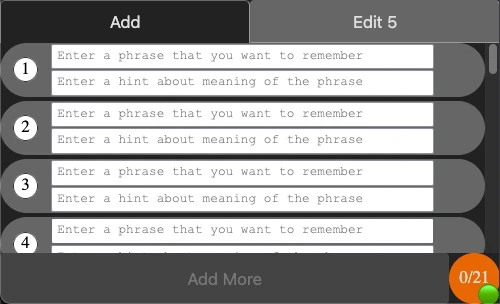 Add
Edit 5
1
Enter a phrase that you want to remember
Enter a hint about meaning of the phrase
2
Enter a phrase that you want to remember
Enter a hint about meaning of the phrase
3
Enter a phrase that you want to remember
Enter a hint about meaning of the phrase
4
Enter a phrase that you want to remember
Add More
0/21